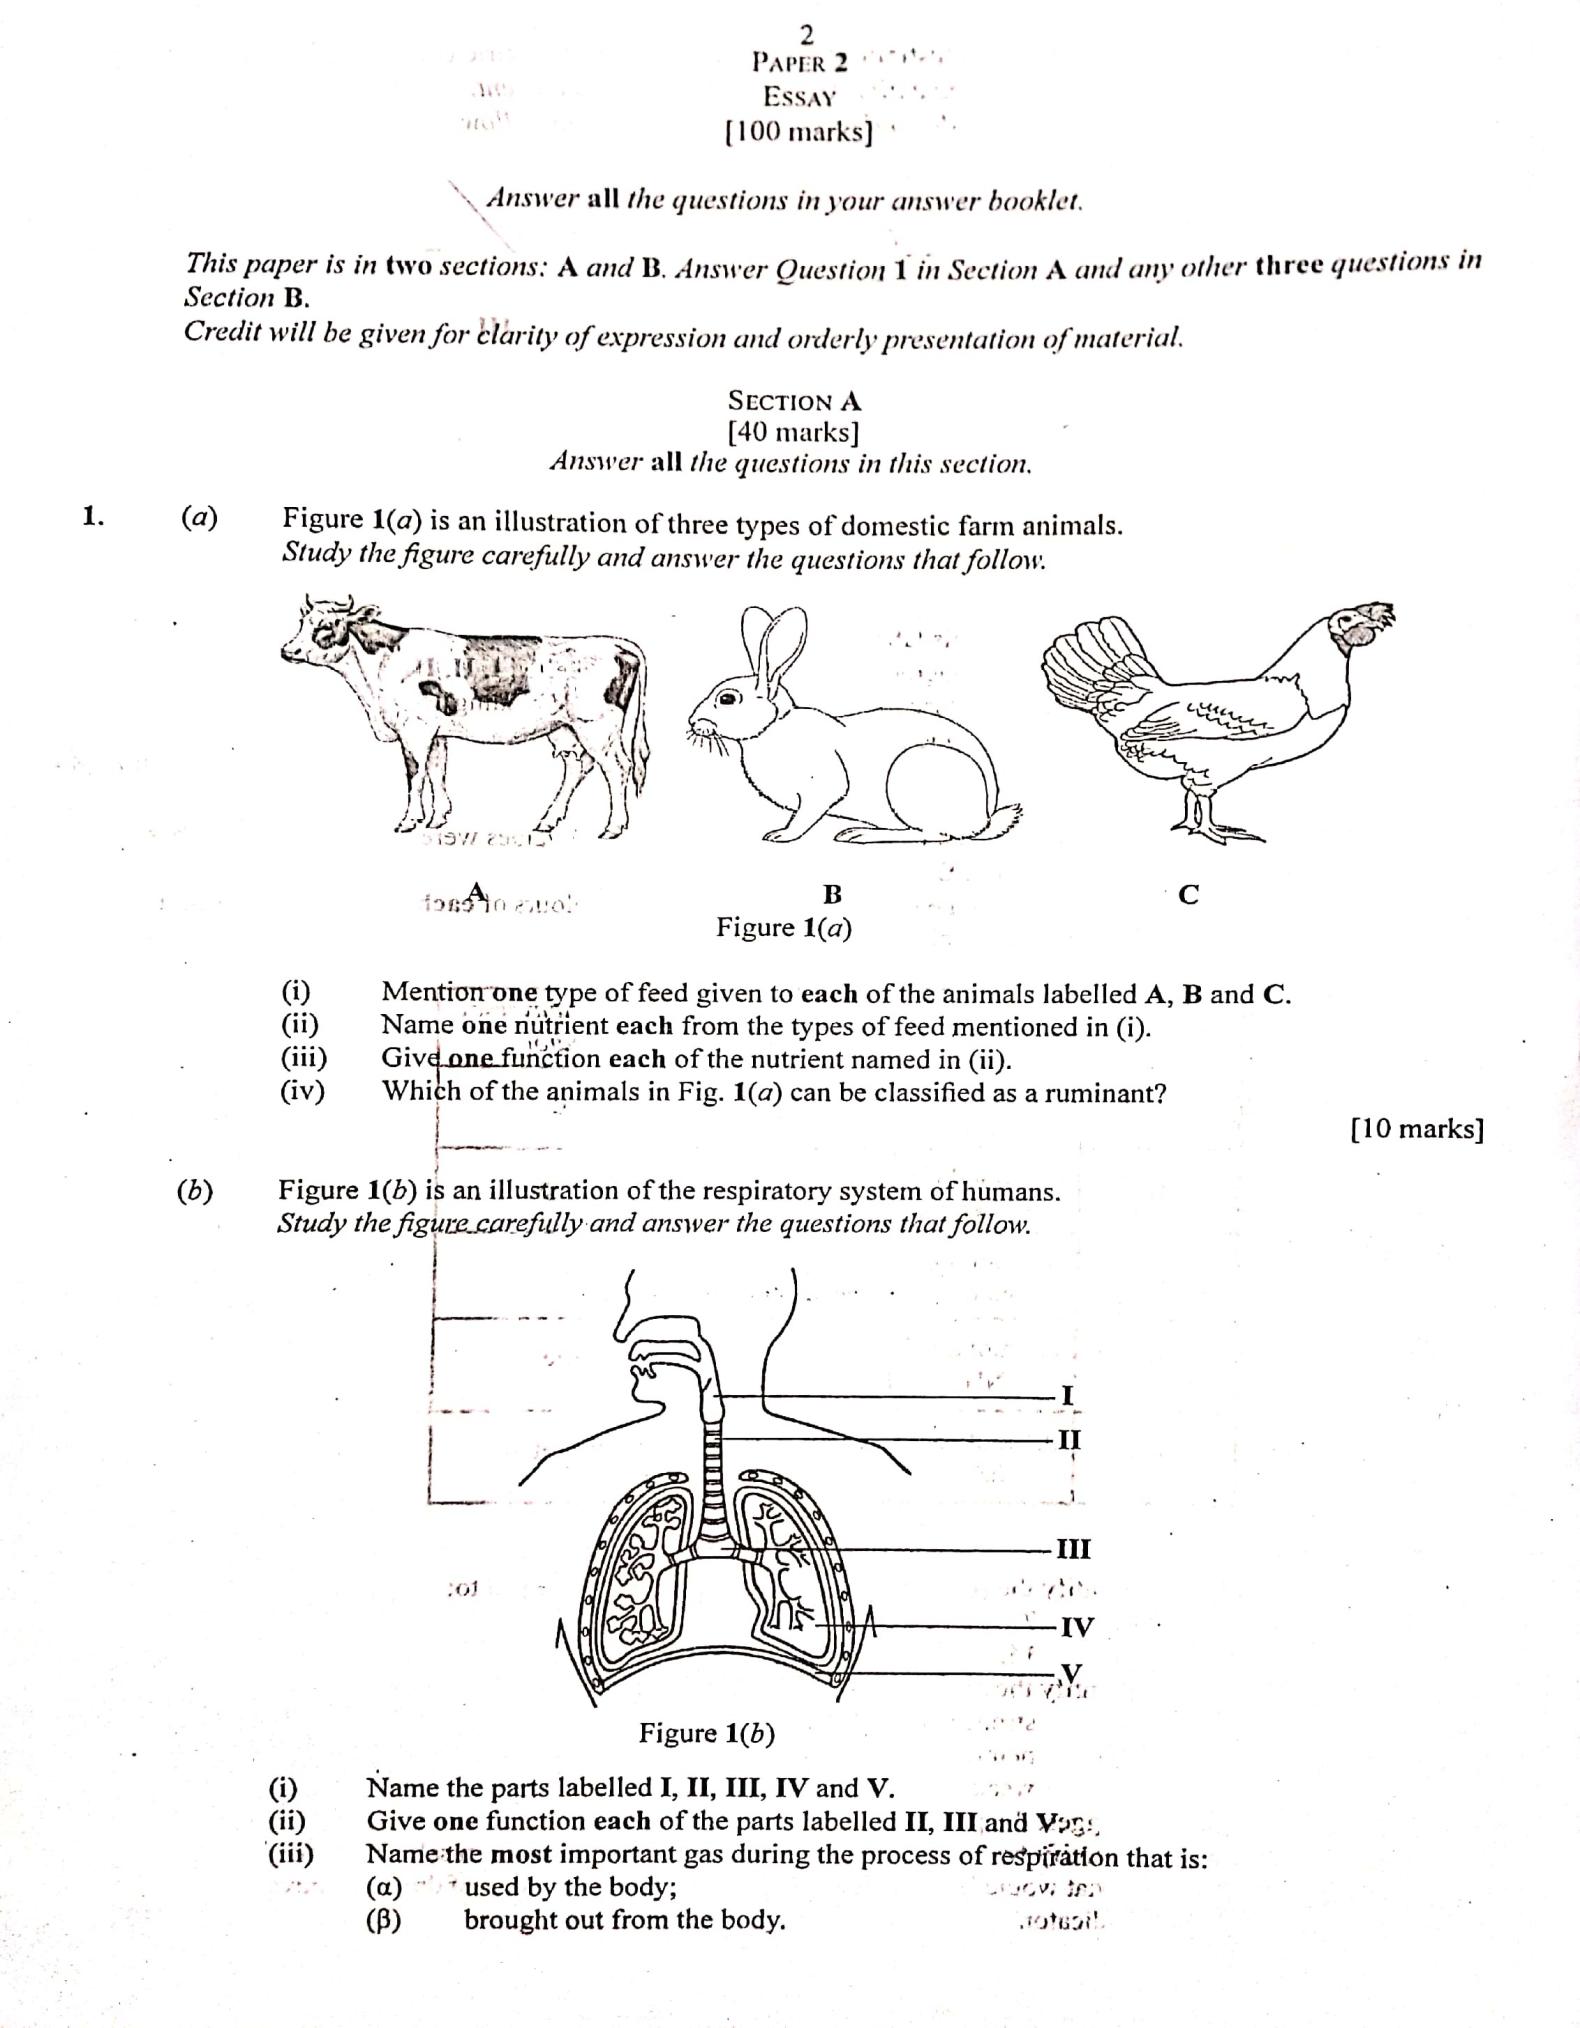 2
PAPER 2
ESSAY
[100 marks]
Answer all the questions in your answer booklet.
This paper is in two sections: A and B. Answer Question 1 in Section A and any other three questions in
Section B.
Credit will be given for clarity of expression and orderly presentation of material.
SECTION A
[40 marks]
Answer all the questions in this section.
1. (a) Figure 1(a) is an illustration of three types of domestic farm animals.
Study the figure carefully and answer the questions that follow.
A B C
Figure 1(a)
(i) Mention one type of feed given to each of the animals labelled A, B and C.
(ii) Name one nutrient each from the types of feed mentioned in (i).
(iii) Give one function each of the nutrient named in (ii).
(iv) Which of the animals in Fig. 1(a) can be classified as a ruminant?
[10 marks]
(b) Figure 1(b) is an illustration of the respiratory system of humans.
Study the figure carefully and answer the questions that follow.
I
II
III
IV
V
Figure 1(b)
(i) Name the parts labelled I, II, III, IV and V.
(ii) Give one function each of the parts labelled II, III and V
(iii) Name the most important gas during the process of respiration that is:
(α) used by the body;
(β) brought out from the body.